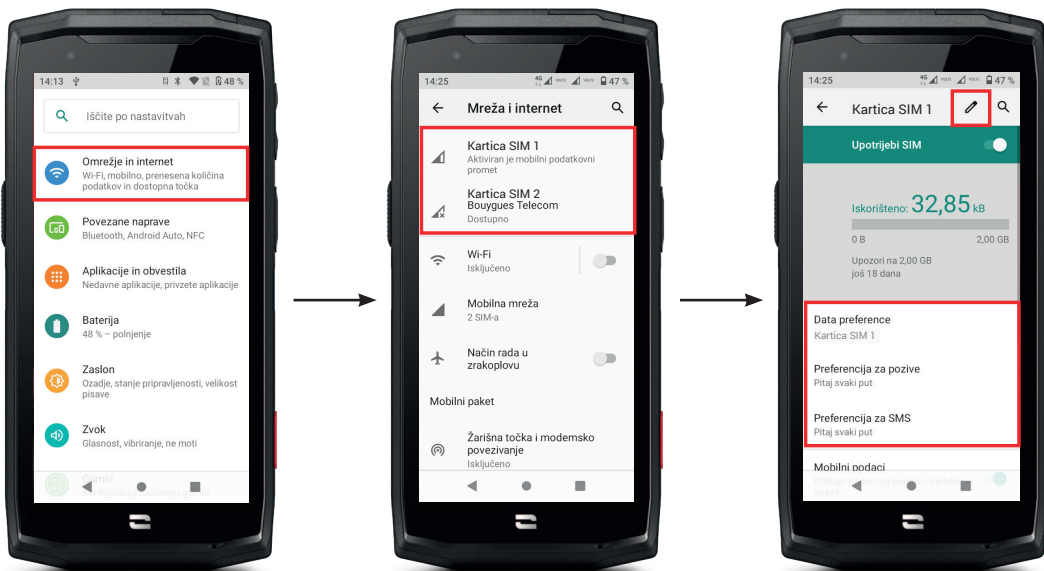 14:13
48 %
Iščite po nastavitvah
Omrežje in internet
Wi-Fi, mobilno, prenesena količina
podatkov in dostopna točka
Povezane naprave
Bluetooth, Android Auto, NFC
Aplikacije in obvestila
Nedavne aplikacije, privzete aplikacije
Baterija
48 % – polnjenje
Zaslon
Ozadje, stanje pripravljenosti, velikost
pisave
Zvok
Glasnost, vibriranje, ne moti
Gumbi
14:25
4G
47 %
Mreža i internet
Kartica SIM 1
Aktiviran je mobilni podatkovni
promet
Kartica SIM 2
Bouygues Telecom
Dostupno
Wi-Fi
Isključeno
Mobilna mreža
2 SIM-a
Način rada u
zrakoplovu
Mobilni paket
Žarišna točka i modemsko
povezivanje
Isključeno
14:25
4G
47 %
Kartica SIM 1
Upotrijebi SIM
Iskorišteno: 32,85 kB
0 B
2,00 GB
Upozori na 2,00 GB
još 18 dana
Data preference
Kartica SIM 1
Preferencija za pozive
Pitaj svaki put
Preferencija za SMS
Pitaj svaki put
Mobilni podaci